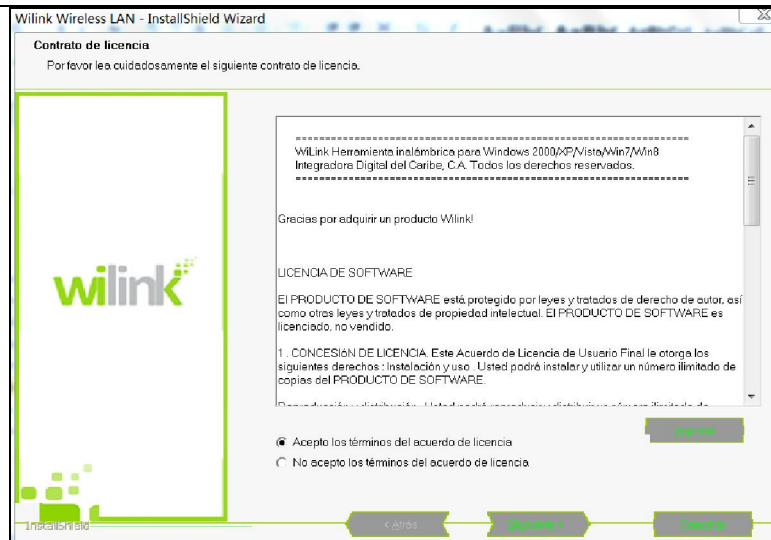 Wilink Wireless LAN - InstallShield Wizard
Contrato de licencia
Por favor lea cuidadosamente el siguiente contrato de licencia.
WiLink Herramienta inalámbrica para Windows 2000/XP/Vista/Win7/Win8
Integradora Digital del Caribe, C.A. Todos los derechos reservados.
Gracias por adquirir un producto Wilink!
LICENCIA DE SOFTWARE
El PRODUCTO DE SOFTWARE está protegido por leyes y tratados de derecho de autor, así
como otras leyes y tratados de propiedad intelectual. El PRODUCTO DE SOFTWARE es
licenciado, no vendido.
1 . CONCESIóN DE LICENCIA. Este Acuerdo de Licencia de Usuario Final le otorga los
siguientes derechos : Instalación y uso . Usted podrá instalar y utilizar un número ilimitado de
copias del PRODUCTO DE SOFTWARE.
wilink
Acepto los términos del acuerdo de licencia
No acepto los términos del acuerdo de licencia
InstallShield
< Atrás